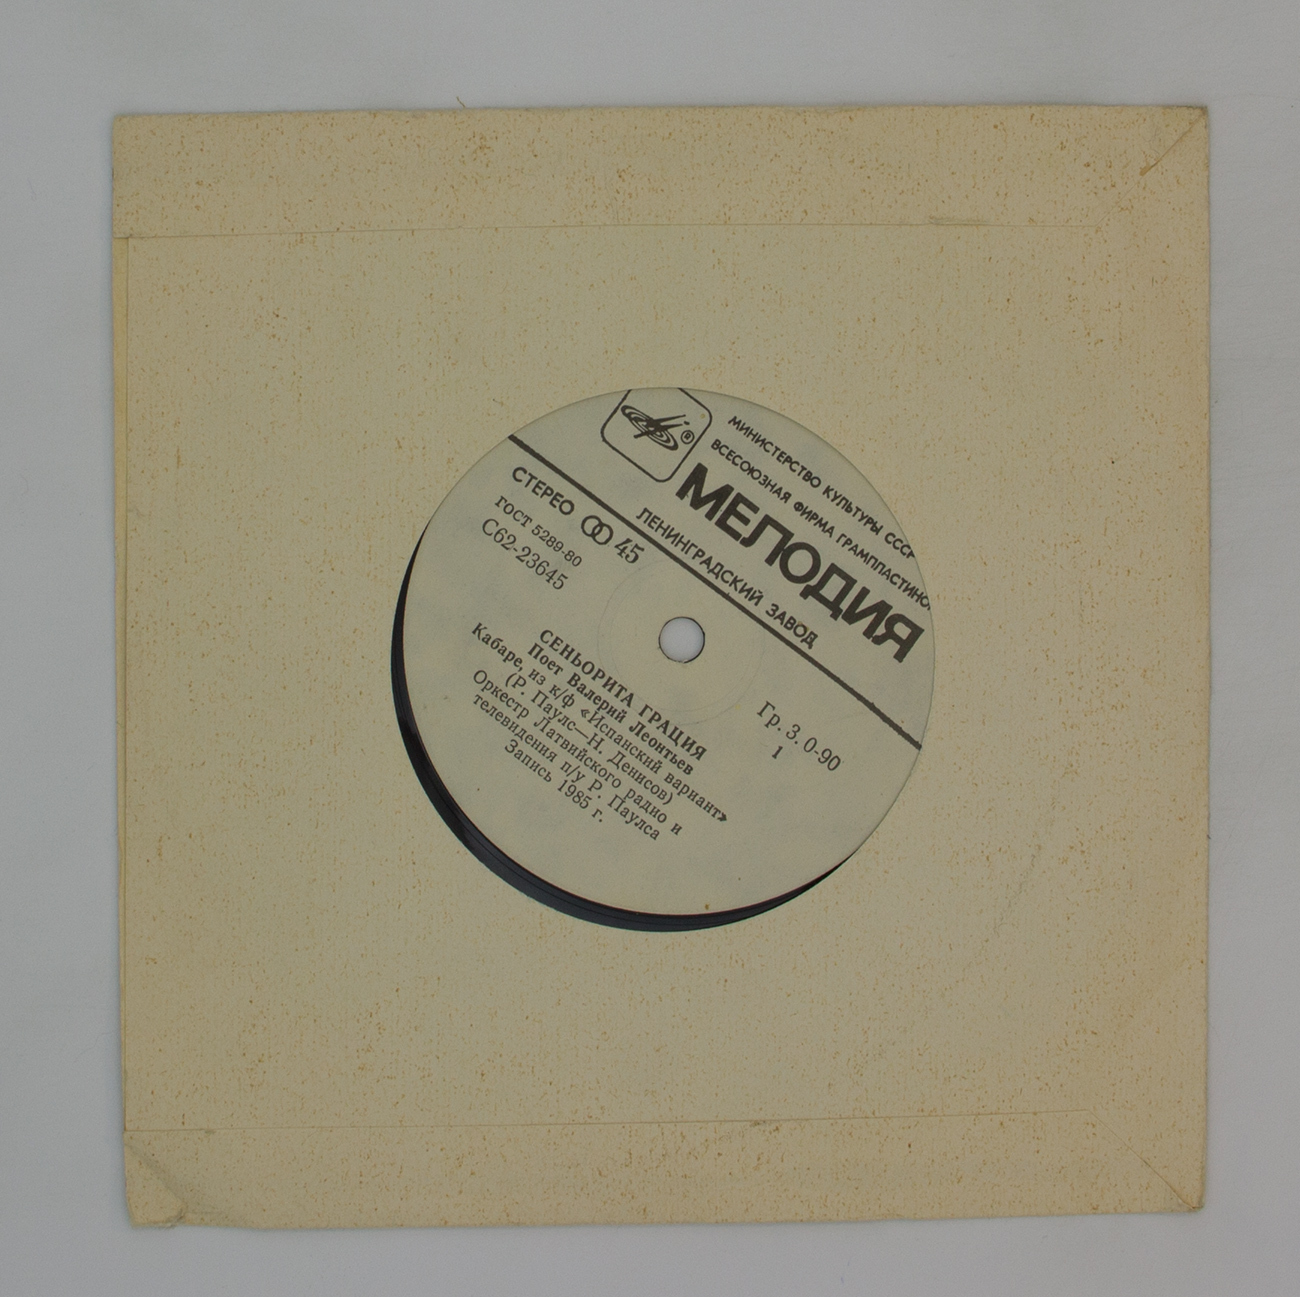 МИНИСТЕРСТВО КУЛЬТУРЫ СССР
ВСЕСОЮЗНАЯ ФИРМА ГРАМПЛАСТИНО
®
МЕЛОДИЯ
ЛЕНИНГРАДСКИЙ ЗАВОД
СТЕРЕО 45
ГОСТ 5289-80
С62-23645
Гр. 3. 0-90
1
СЕНЬОРИТА ГРАЦИЯ
Поет Валерий Леонтьев
Кабаре, из к/ф «Испанский вариант»
(Р. Паулс—Н. Денисов)
Оркестр Латвийского радио и
телевидения п/у Р. Паулса
Запись 1985 г.